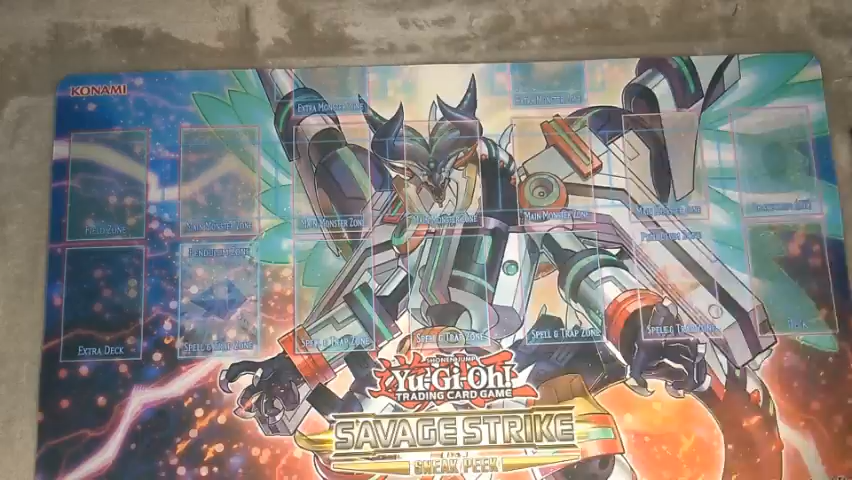 KONAMI
EXTRA MONSTER ZONE
EXTRA MONSTER ZONE
FIELD ZONE
MAIN MONSTER ZONE
MAIN MONSTER ZONE
MAIN MONSTER ZONE
MAIN MONSTER ZONE
MAIN MONSTER ZONE
PENDULUM ZONE
PENDULUM ZONE
EXTRA DECK
SPELL & TRAP ZONE
SPELL & TRAP ZONE
SPELL & TRAP ZONE
SPELL & TRAP ZONE
SPELL & TRAP ZONE
DECK
SHONEN JUMP
Yu-Gi-Oh!
TRADING CARD GAME
SAVAGE STRIKE
SNEAK PEEK